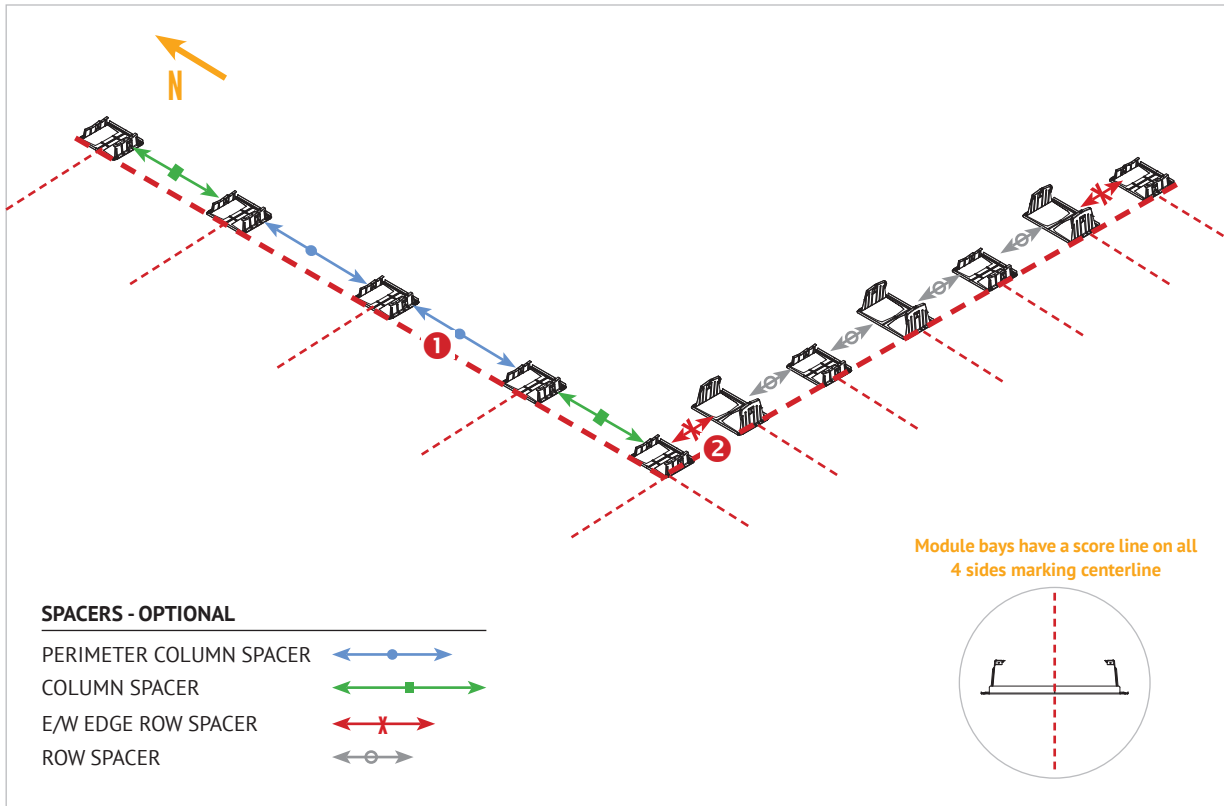 N
1
2
Module bays have a score line on all
4 sides marking centerline
SPACERS - OPTIONAL
PERIMETER COLUMN SPACER
COLUMN SPACER
E/W EDGE ROW SPACER
ROW SPACER